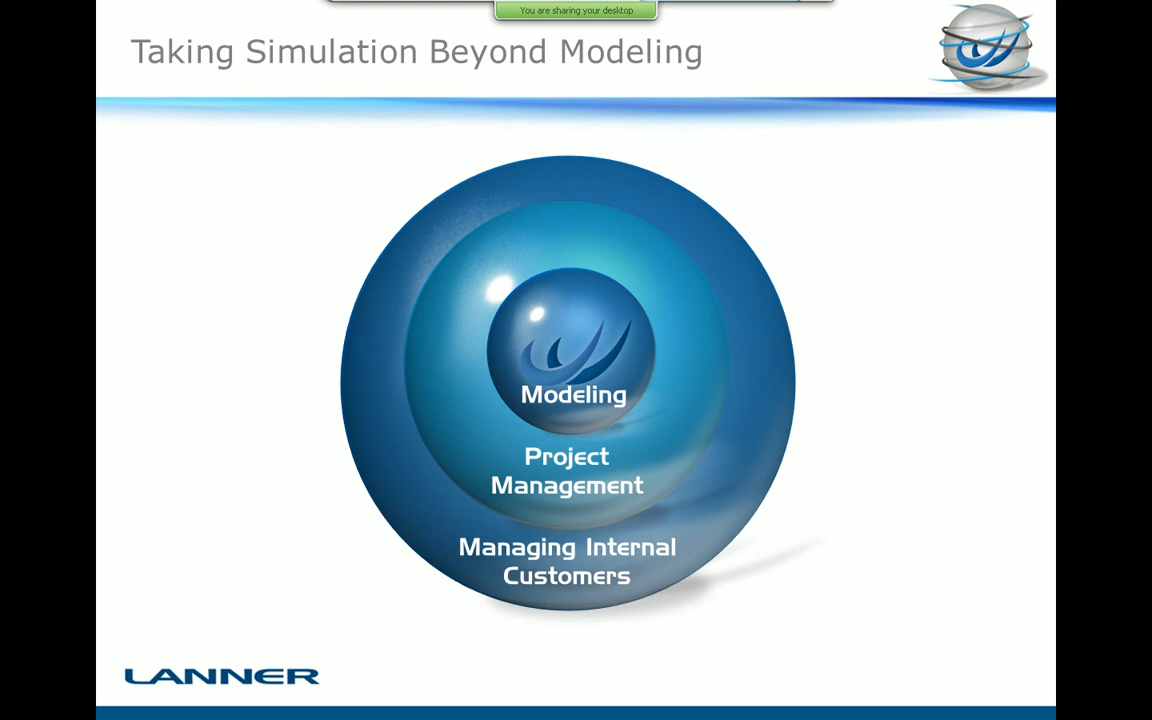 You are sharing your desktop
Taking Simulation Beyond Modeling
Modeling
Project
Management
Managing Internal
Customers
LANNER